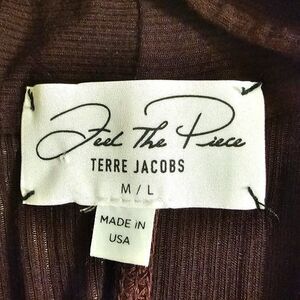 Feel The Piece
TERRE JACOBS
M / L
MADE IN
USA